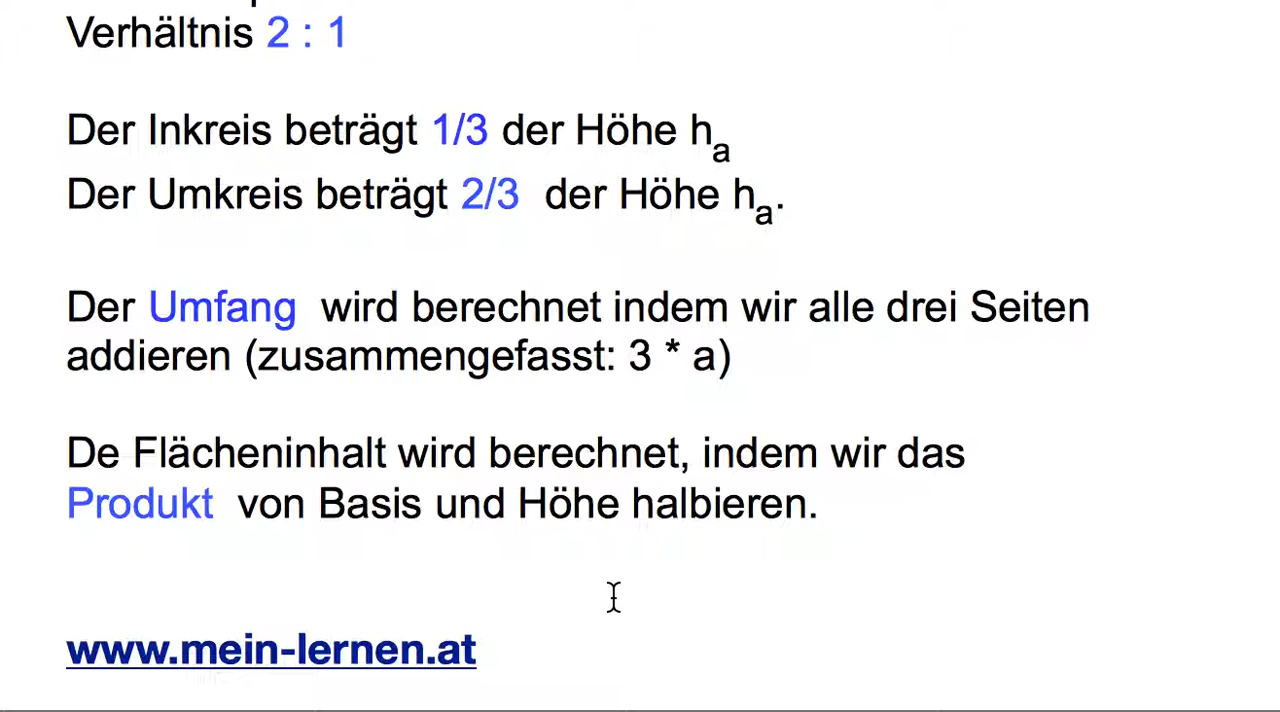 Verhältnis 2 : 1
Der Inkreis beträgt 1/3 der Höhe ha
Der Umkreis beträgt 2/3 der Höhe ha.
Der Umfang wird berechnet indem wir alle drei Seiten
addieren (zusammengefasst: 3 * a)
De Flächeninhalt wird berechnet, indem wir das
Produkt von Basis und Höhe halbieren.
www.mein-lernen.at